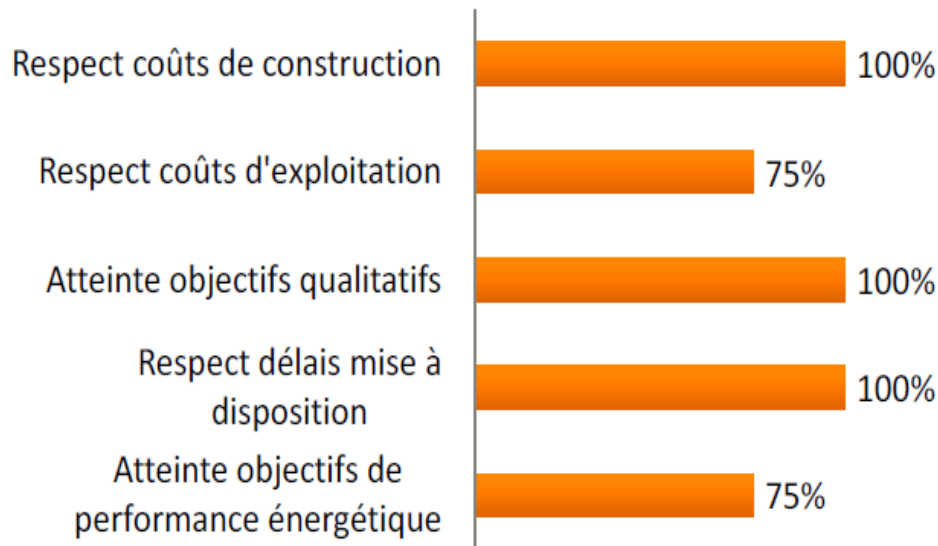 Respect coûts de construction
100%
Respect coûts d'exploitation
75%
Atteinte objectifs qualitatifs
100%
Respect délais mise à
disposition
100%
Atteinte objectifs de
performance énergétique
75%